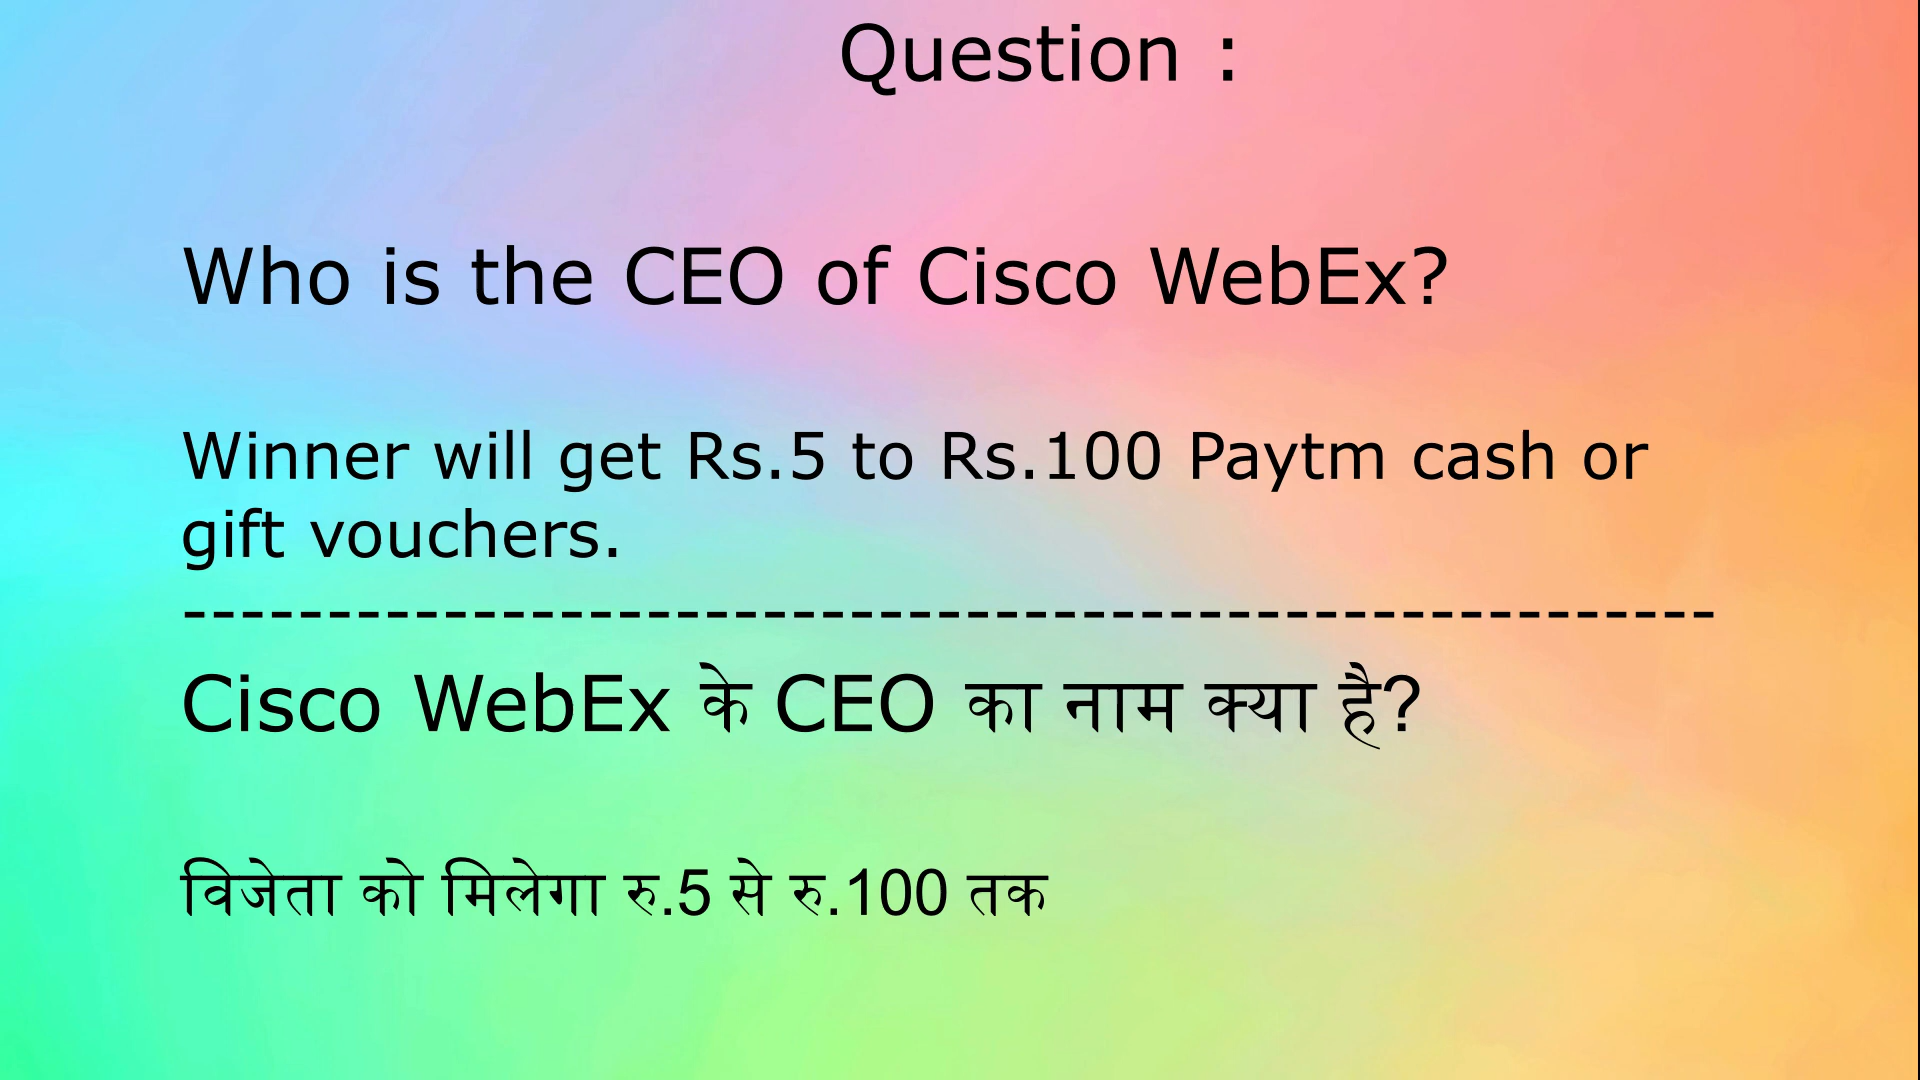 Question :
Who is the CEO of Cisco WebEx?
Winner will get Rs.5 to Rs.100 Paytm cash or
gift vouchers.
-----------------------------------------------------
Cisco WebEx के CEO का नाम क्या है?
विजेता को मिलेगा रु.5 से रु.100 तक